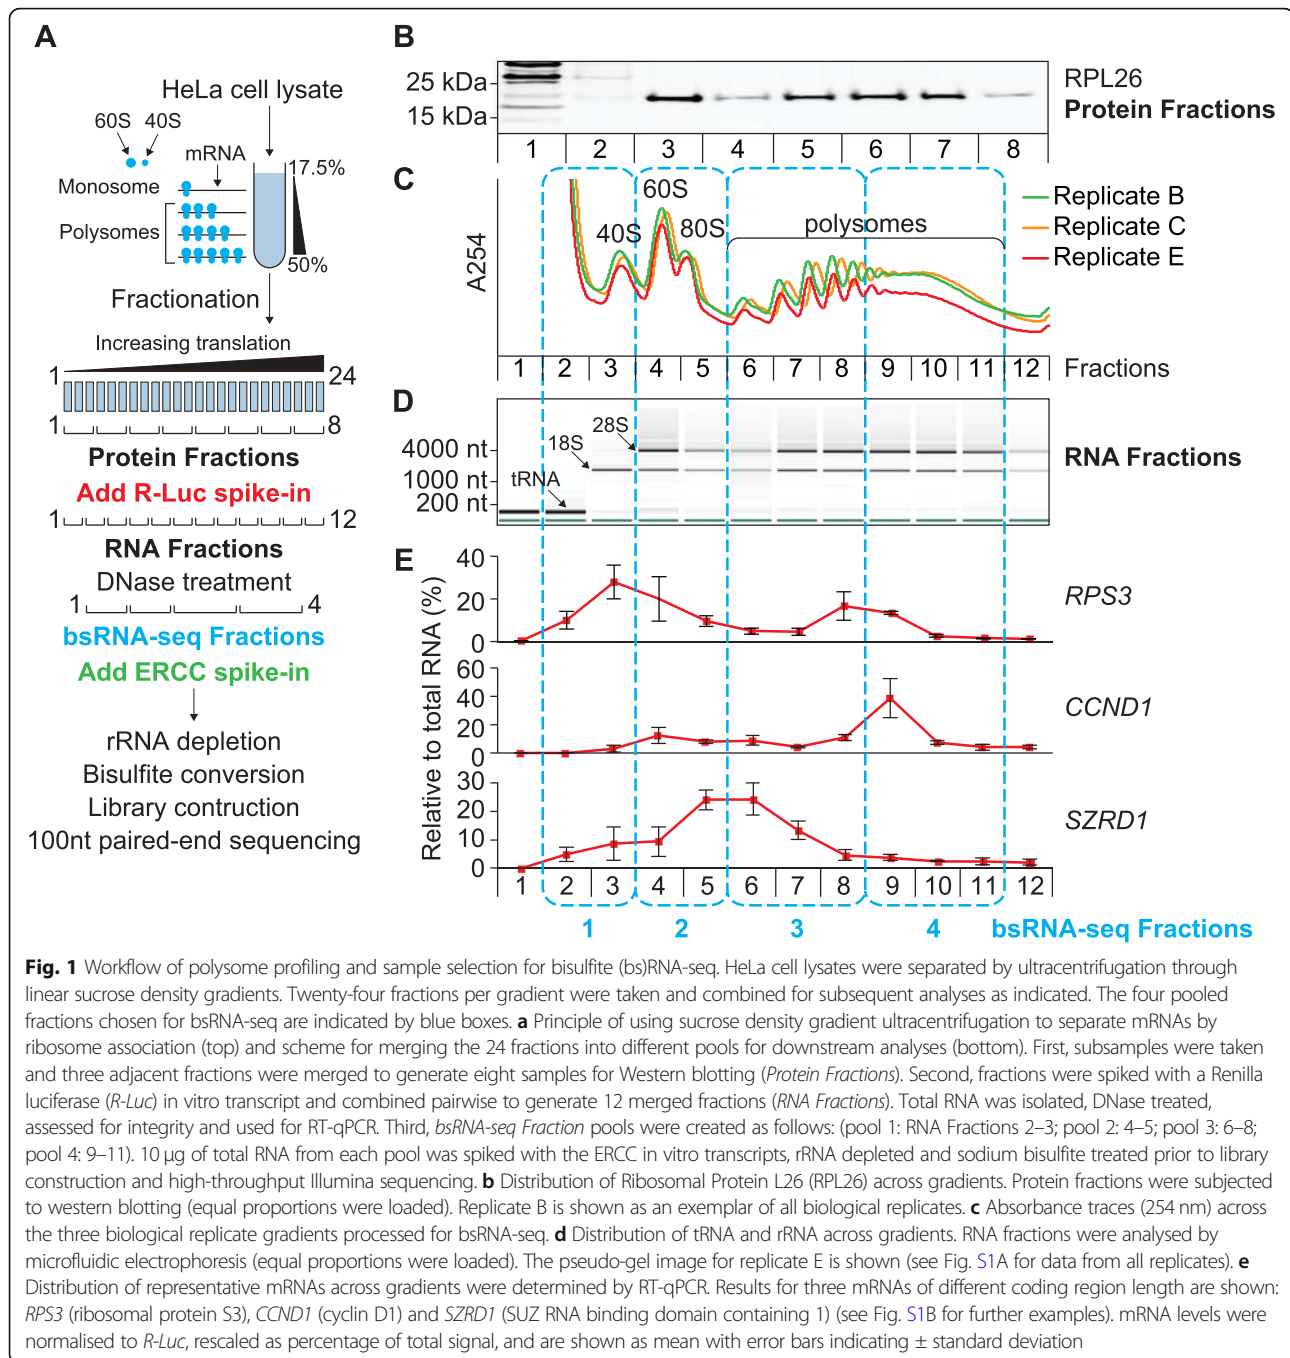 A
HeLa cell lysate
60S 40S
mRNA
17.5%
Monosome
Polysomes
50%
Fractionation
Increasing translation
1 24
1 8
Protein Fractions
Add R-Luc spike-in
1 12
RNA Fractions
DNase treatment
1 4
bsRNA-seq Fractions
Add ERCC spike-in
rRNA depletion
Bisulfite conversion
Library contruction
100nt paired-end sequencing
B
25 kDa
15 kDa
RPL26
Protein Fractions
1 2 3 4 5 6 7 8
C
A254
40S
60S
80S
polysomes
Replicate B
Replicate C
Replicate E
1 2 3 4 5 6 7 8 9 10 11 12 Fractions
D
4000 nt
1000 nt
200 nt
tRNA
18S
28S
RNA Fractions
E
Relative to total RNA (%)
40
20
0
RPS3
60
40
20
0
CCND1
30
20
10
0
SZRD1
1 2 3 4 5 6 7 8 9 10 11 12
1 2 3 4 bsRNA-seq Fractions
Fig. 1 Workflow of polysome profiling and sample selection for bisulfite (bs)RNA-seq. HeLa cell lysates were separated by ultracentrifugation through
linear sucrose density gradients. Twenty-four fractions per gradient were taken and combined for subsequent analyses as indicated. The four pooled
fractions chosen for bsRNA-seq are indicated by blue boxes. a Principle of using sucrose density gradient ultracentrifugation to separate mRNAs by
ribosome association (top) and scheme for merging the 24 fractions into different pools for downstream analyses (bottom). First, subsamples were taken
and three adjacent fractions were merged to generate eight samples for Western blotting (Protein Fractions). Second, fractions were spiked with a Renilla
luciferase (R-Luc) in vitro transcript and combined pairwise to generate 12 merged fractions (RNA Fractions). Total RNA was isolated, DNase treated,
assessed for integrity and used for RT-qPCR. Third, bsRNA-seq Fraction pools were created as follows: (pool 1: RNA Fractions 2–3; pool 2: 4–5; pool 3: 6–8;
pool 4: 9–11). 10 μg of total RNA from each pool was spiked with the ERCC in vitro transcripts, rRNA depleted and sodium bisulfite treated prior to library
construction and high-throughput Illumina sequencing. b Distribution of Ribosomal Protein L26 (RPL26) across gradients. Protein fractions were subjected
to western blotting (equal proportions were loaded). Replicate B is shown as an exemplar of all biological replicates. c Absorbance traces (254 nm) across
the three biological replicate gradients processed for bsRNA-seq. d Distribution of tRNA and rRNA across gradients. RNA fractions were analysed by
microfluidic electrophoresis (equal proportions were loaded). The pseudo-gel image for replicate E is shown (see Fig. S1A for data from all replicates). e
Distribution of representative mRNAs across gradients were determined by RT-qPCR. Results for three mRNAs of different coding region length are shown:
RPS3 (ribosomal protein S3), CCND1 (cyclin D1) and SZRD1 (SUZ RNA binding domain containing 1) (see Fig. S1B for further examples). mRNA levels were
normalised to R-Luc, rescaled as percentage of total signal, and are shown as mean with error bars indicating ± standard deviation